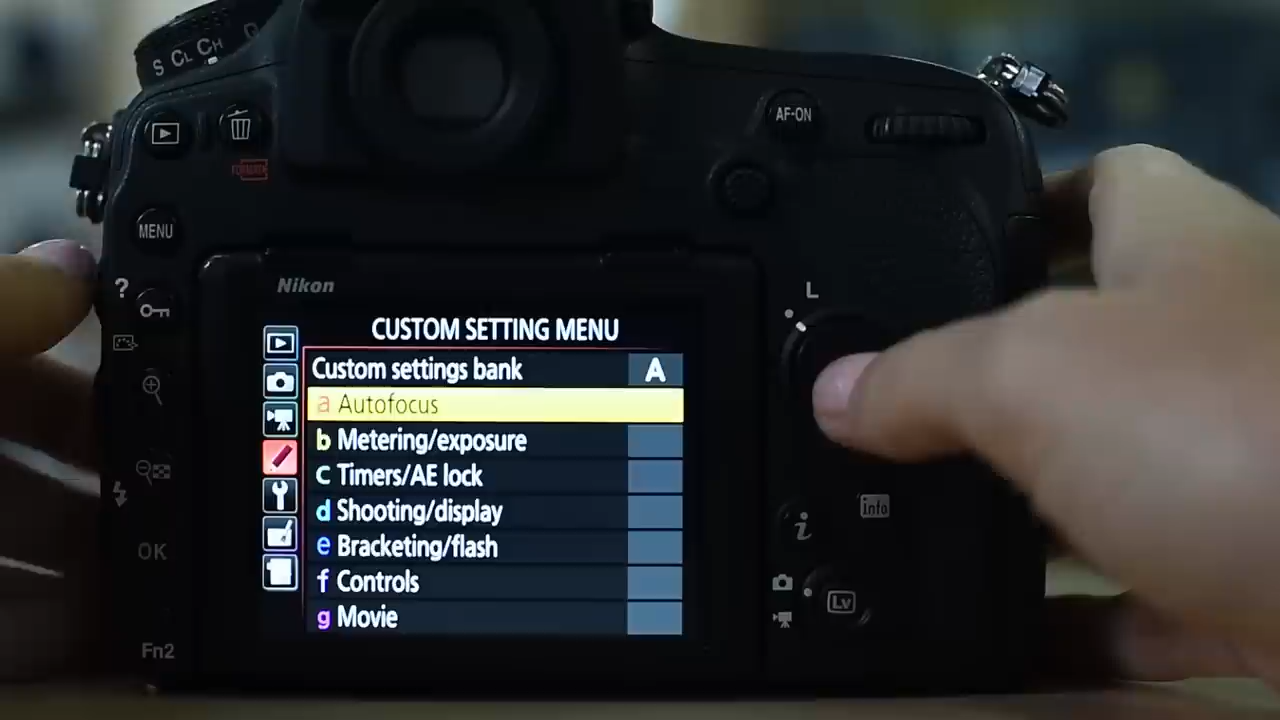 S CL CH
AF-ON
FORMAT
MENU
?
Nikon
L
CUSTOM SETTING MENU
Custom settings bank A
a Autofocus
b Metering/exposure
c Timers/AE lock
d Shooting/display
e Bracketing/flash
f Controls
g Movie
info
i
OK
Lv
Fn2